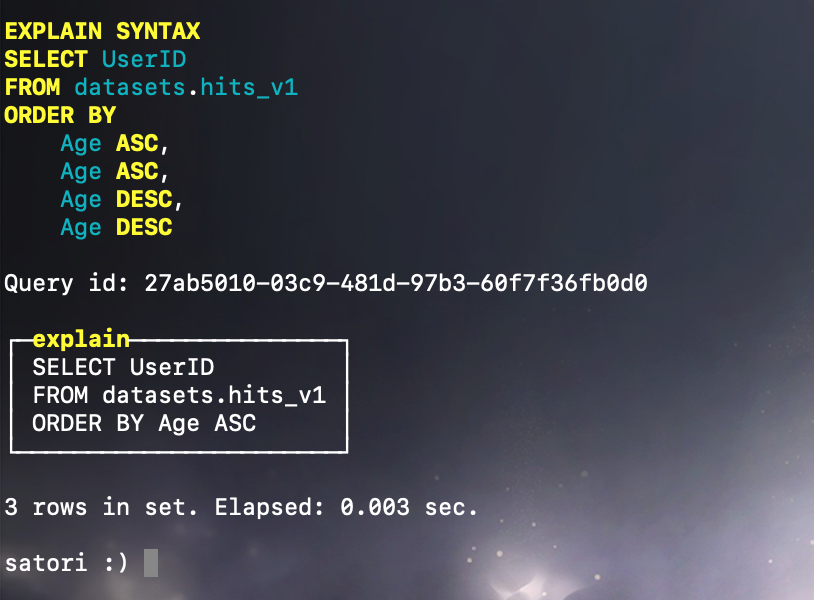 EXPLAIN SYNTAX
SELECT UserID
FROM datasets.hits_v1
ORDER BY
    Age ASC,
    Age ASC,
    Age DESC,
    Age DESC
Query id: 27ab5010-03c9-481d-97b3-60f7f36fb0d0
explain
SELECT UserID
FROM datasets.hits_v1
ORDER BY Age ASC
3 rows in set. Elapsed: 0.003 sec.
satori :)